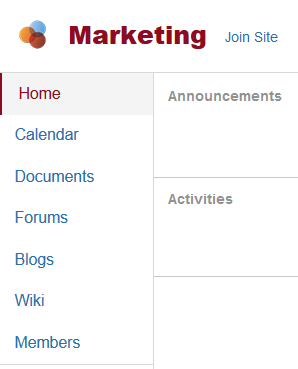 Marketing Join Site
Home
Announcements
Calendar
Documents
Activities
Forums
Blogs
Wiki
Members